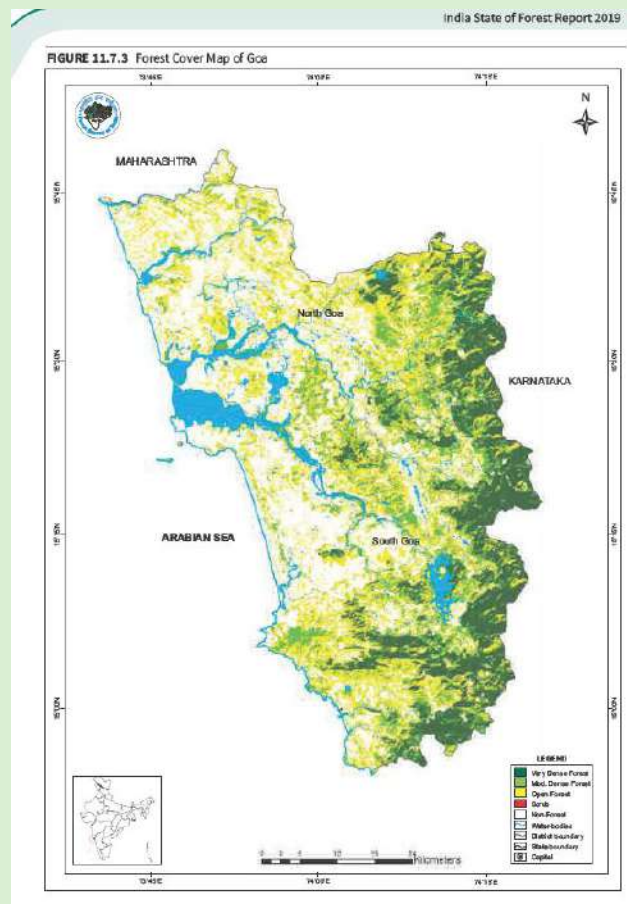 India State of Forest Report 2019
FIGURE 11.7.3 Forest Cover Map of Goa
N
MAHARASHTRA
North Goa
KARNATAKA
ARABIAN SEA
South Goa
LEGEND
Very Dense Forest
Mod. Dense Forest
Open Forest
Scrub
Non-Forest
Waterbodies
District boundary
State boundary
Capital
Kilometers